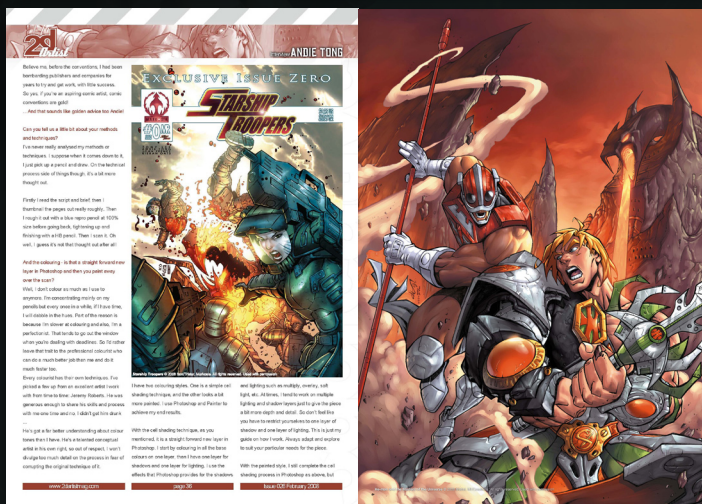 2d
Artist
interview ANDIE TONG
Believe me, before the conventions, I had been
bombarding publishers and companies for
years to try and get work, with little success.
So yes, if you're an aspiring comic artist, comic
conventions are gold!
... And that sounds like golden advice too Andie!
Can you tell us a little bit about your methods
and techniques?
I've never really analysed my methods or
techniques. I suppose when it comes down to it,
I just pick up a pencil and draw. On the technical
process side of things though, it's a bit more
thought out.
Firstly I read the script and brief, then I
thumbnail the pages out really roughly. Then
I rough it out with a blue repro pencil at 100%
size before going back, tightening up and
finishing with a HB pencil. Then I scan it. Oh
well, I guess it's not that thought out after all!
And the colouring - is that a straight forward new
layer in Photoshop and then you paint away
over the scan?
Well, I don't colour as much as I use to
anymore. I'm concentrating mainly on my
pencils but every once in a while, if I have time,
I will dabble in the hues. Part of the reason is
because I'm slower at colouring and also, I'm a
perfectionist. That tends to go out the window
when you're dealing with deadlines. So I'd rather
leave that trait to the professional colourist who
can do a much better job then me and do it
much faster too.
Every colourist has their own techniques. I've
picked a few up from an excellent artist I work
with from time to time: Jeremy Roberts. He was
generous enough to share his skills and process
with me one time and no, I didn't get him drunk
...
He's got a far better understanding about colour
tones then I have. He's a talented conceptual
artist in his own right, so out of respect, I won't
divulge too much detail on the process in fear of
corrupting the original technique of it.
EXCLUSIVE ISSUE ZERO
STARSHIP
TROOPERS
I have two colouring styles. One is a simple cell
shading technique, and the other looks a bit
more painted. I use Photoshop and Painter to
achieve my end results.
With the cell shading technique, as you
mentioned, it is a straight forward new layer in
Photoshop. I start by colouring in all the base
colours on one layer, then I have one layer for
shadows and one layer for lighting. I use the
effects that Photoshop provides for the shadows
and lighting such as multiply, overlay, soft
light, etc. At times, I tend to work on multiple
lighting and shadow layers just to give the piece
a bit more depth and detail. So don't feel like
you have to restrict yourselves to one layer of
shadow and one layer of lighting. This is just my
guide on how I work. Always adapt and explore
to suit your particular needs for the piece.
With the painted style, I still complete the cell
shading process in Photoshop as above, but
www.2dartistmag.com
page 36
Issue 026 February 2008